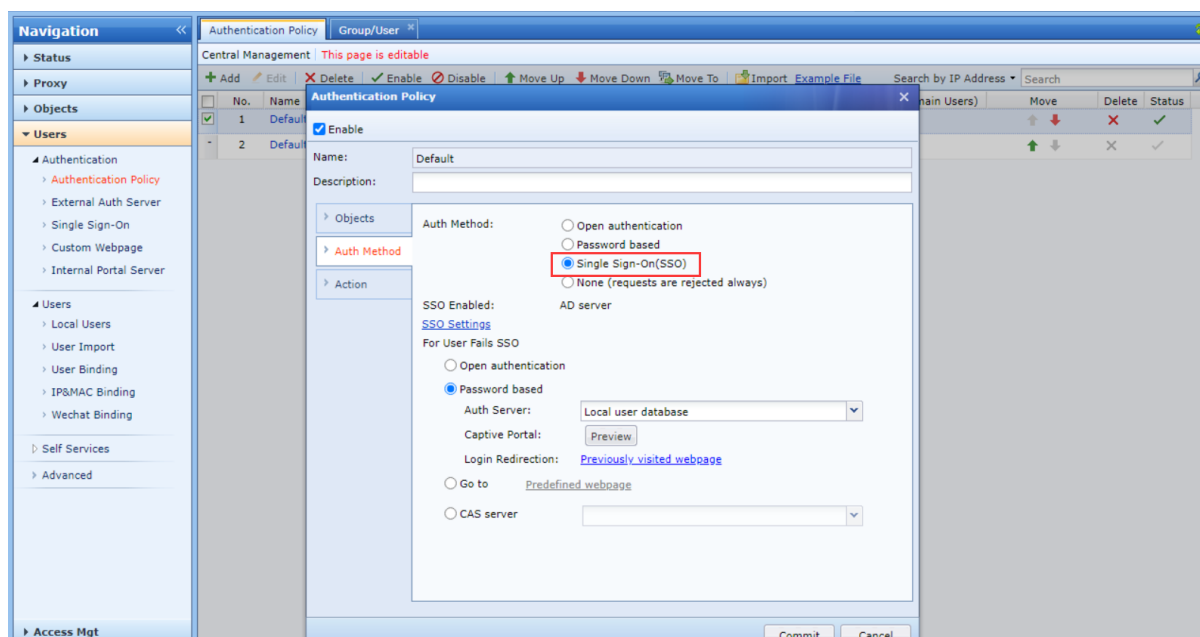 Navigation
Status
Proxy
Objects
Users
Authentication
Authentication Policy
External Auth Server
Single Sign-On
Custom Webpage
Internal Portal Server
Users
Local Users
User Import
User Binding
IP&MAC Binding
Wechat Binding
Self Services
Advanced
Access Mgt
Authentication Policy Group/User
Central Management This page is editable
Add Edit Delete Enable Disable Move Up Move Down Move To Import Example File Search by IP Address Search
No. Name main Users) Move Delete Status
1 Default
2 Default
Authentication Policy
Enable
Name: Default
Description:
Objects
Auth Method
Action
Auth Method: Open authentication
Password based
Single Sign-On(SSO)
None (requests are rejected always)
SSO Enabled: AD server
SSO Settings
For User Fails SSO
Open authentication
Password based
Auth Server: Local user database
Captive Portal: Preview
Login Redirection: Previously visited webpage
Go to Predefined webpage
CAS server
Commit Cancel